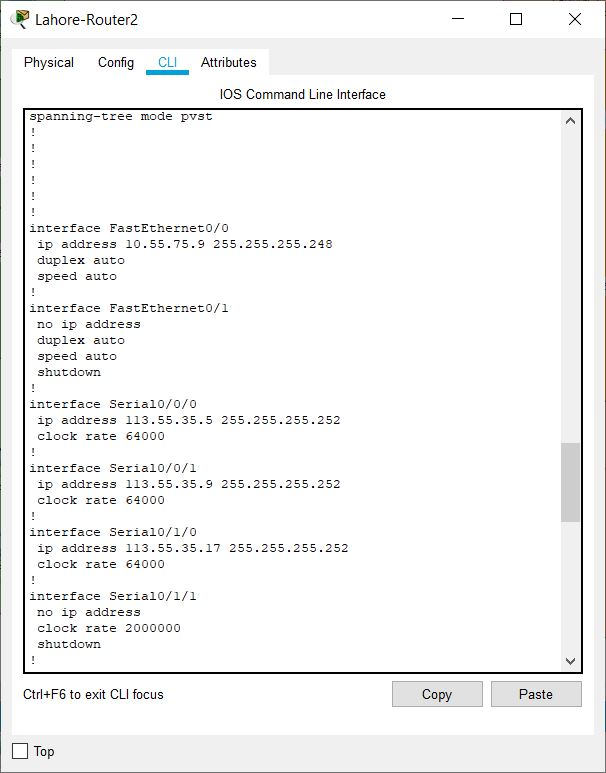 Lahore-Router2
Physical Config CLI Attributes
IOS Command Line Interface
spanning-tree mode pvst
!
!
!
!
!
!
interface FastEthernet0/0
 ip address 10.55.75.9 255.255.255.248
 duplex auto
 speed auto
!
interface FastEthernet0/1
 no ip address
 duplex auto
 speed auto
 shutdown
!
interface Serial0/0/0
 ip address 113.55.35.5 255.255.255.252
 clock rate 64000
!
interface Serial0/0/1
 ip address 113.55.35.9 255.255.255.252
 clock rate 64000
!
interface Serial0/1/0
 ip address 113.55.35.17 255.255.255.252
 clock rate 64000
!
interface Serial0/1/1
 no ip address
 clock rate 2000000
 shutdown
!
Ctrl+F6 to exit CLI focus Copy Paste
Top